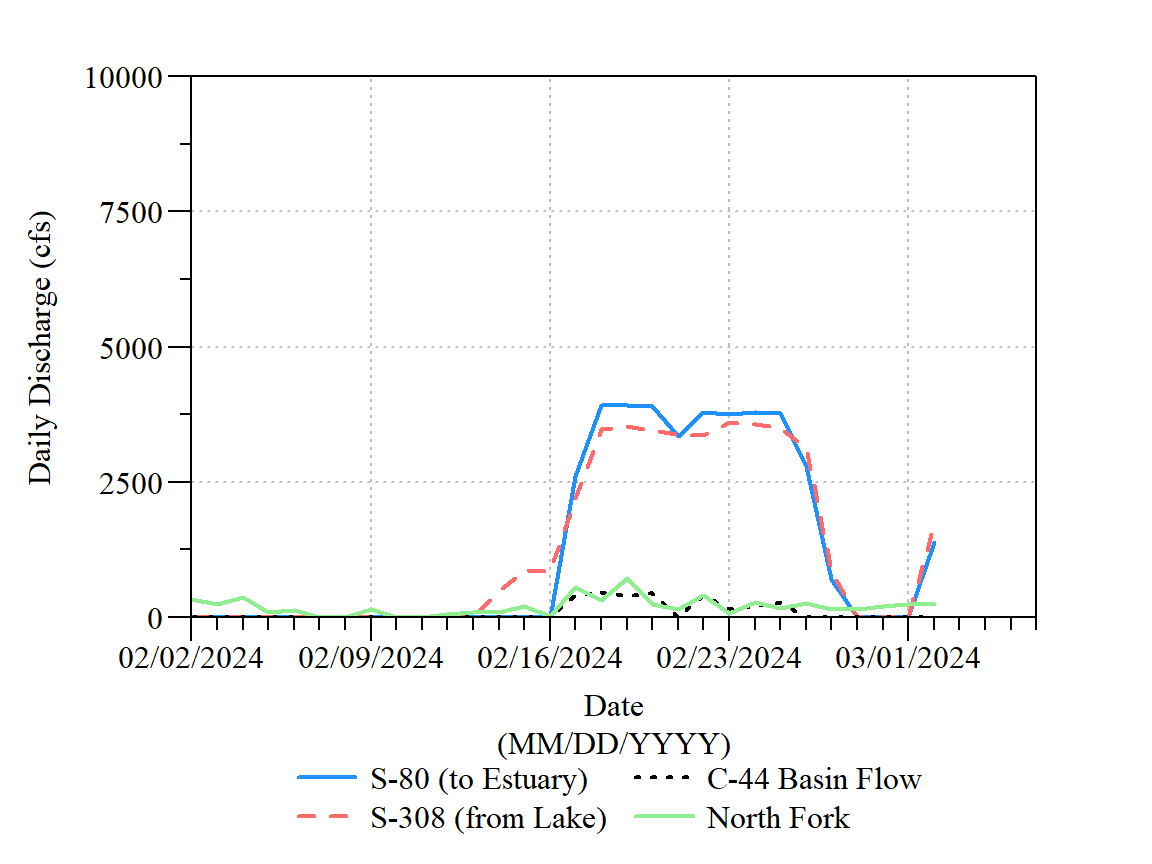 10000
7500
5000
2500
0
Daily Discharge (cfs)
02/02/2024 02/09/2024 02/16/2024 02/23/2024 03/01/2024
Date
(MM/DD/YYYY)
S-80 (to Estuary) C-44 Basin Flow
S-308 (from Lake) North Fork